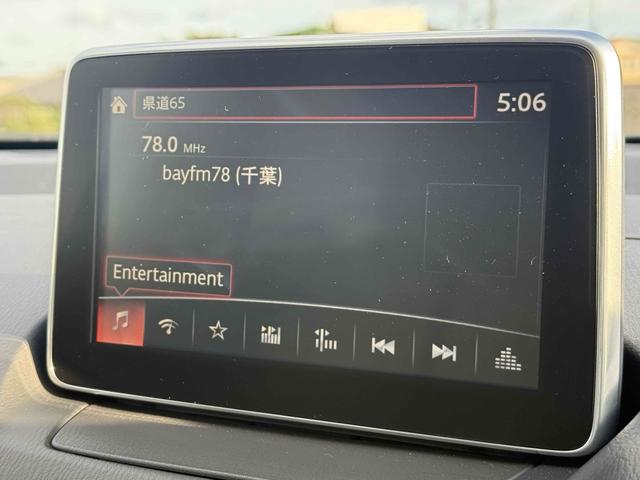 県道65
5:06
78.0 MHz
bayfm78 (千葉)
Entertainment